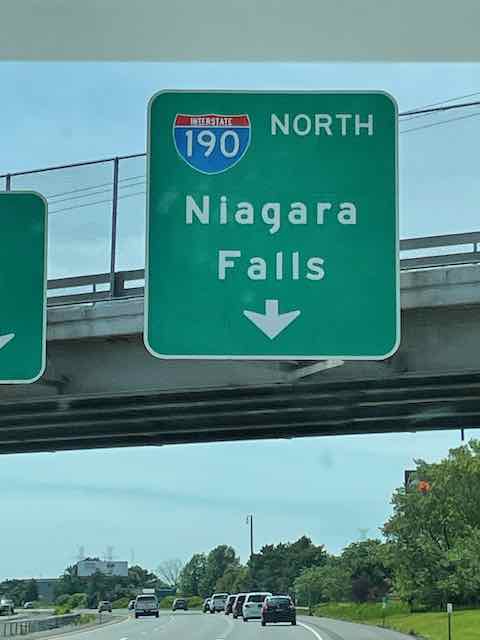 INTERSTATE
190 NORTH
Niagara
Falls